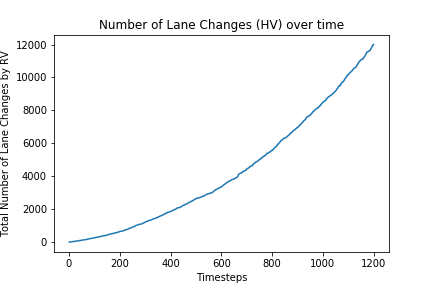 Number of Lane Changes (HV) over time
Total Number of Lane Changes by RV
12000
10000
8000
6000
4000
2000
0
0 200 400 600 800 1000 1200
Timesteps